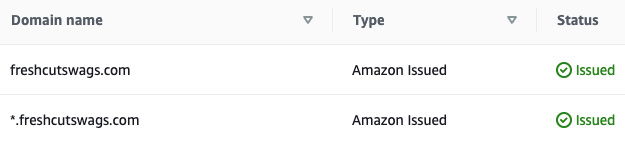 Domain name Type Status
freshcutswags.com Amazon Issued Issued
*.freshcutswags.com Amazon Issued Issued